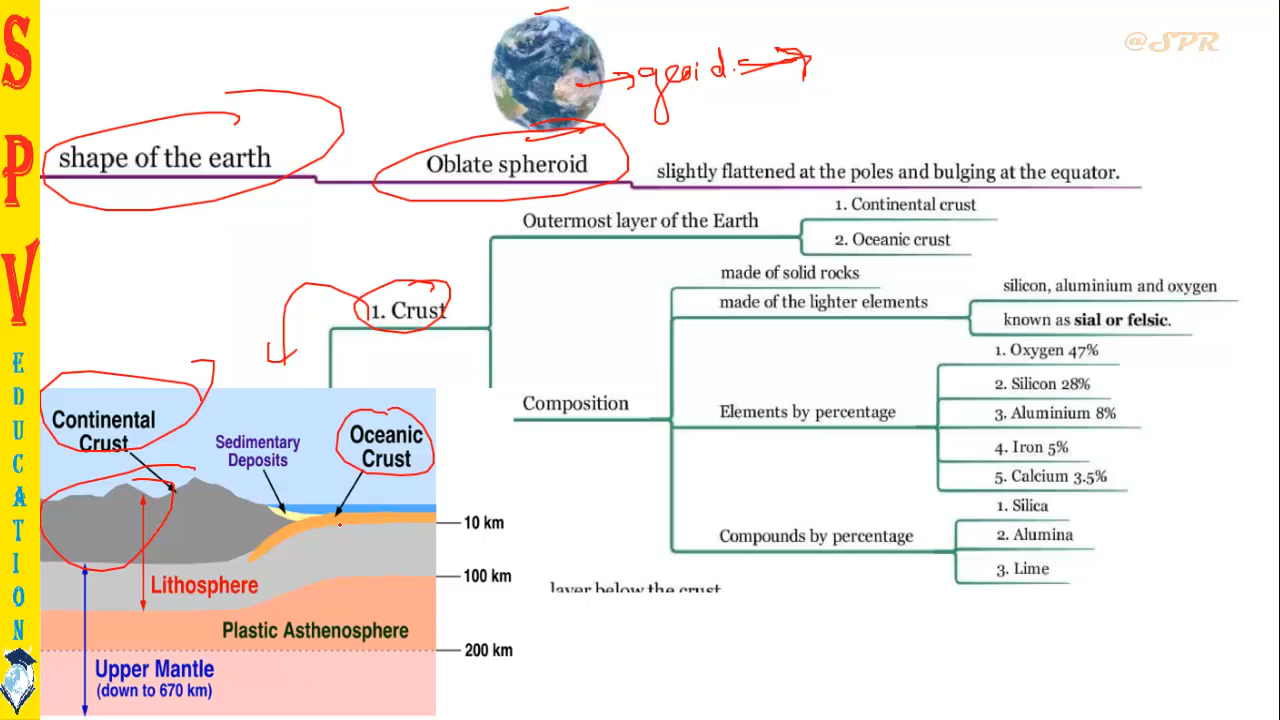 SPV EDUCATION
@SPR
geoid
shape of the earth
Oblate spheroid
slightly flattened at the poles and bulging at the equator.
Outermost layer of the Earth
1. Continental crust
2. Oceanic crust
1. Crust
made of solid rocks
made of the lighter elements
silicon, aluminium and oxygen
known as sial or felsic.
Composition
Elements by percentage
1. Oxygen 47%
2. Silicon 28%
3. Aluminium 8%
4. Iron 5%
5. Calcium 3.5%
Compounds by percentage
1. Silica
2. Alumina
3. Lime
layer below the crust
Continental
Crust
Sedimentary
Deposits
Oceanic
Crust
10 km
Lithosphere
100 km
Plastic Asthenosphere
200 km
Upper Mantle
(down to 670 km)